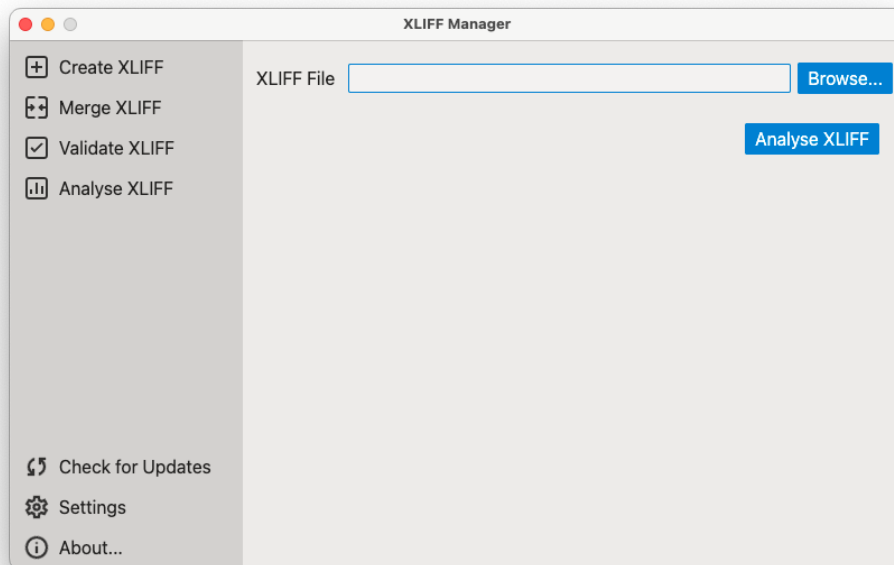 XLIFF Manager
Create XLIFF
Merge XLIFF
Validate XLIFF
Analyse XLIFF
Check for Updates
Settings
About...
XLIFF File
Browse...
Analyse XLIFF